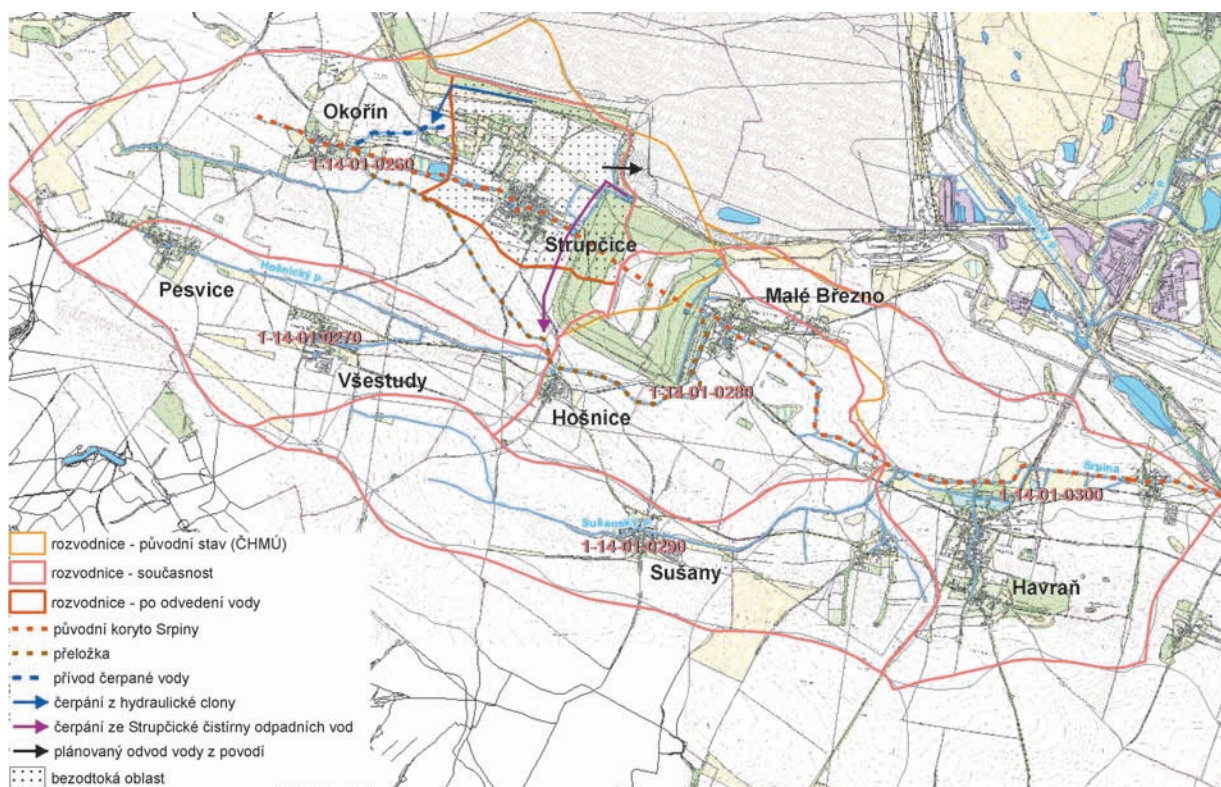 Okořín
1-14-01-0260
Strupčice
Pesvice
Hošnický p.
Malé Březno
1-14-01-0270
Všestudy
1-14-01-0280
Hošnice
Srpina
1-14-01-0300
Sušanský p.
1-14-01-0290
Sušany
Havraň
rozvodnice - původní stav (ČHMÚ)
rozvodnice - současnost
rozvodnice - po odvedení vody
původní koryto Srpiny
přeložka
přívod čerpané vody
čerpání z hydraulické clony
čerpání ze Strupčické čistírny odpadních vod
plánovaný odvod vody z povodí
bezodtoká oblast